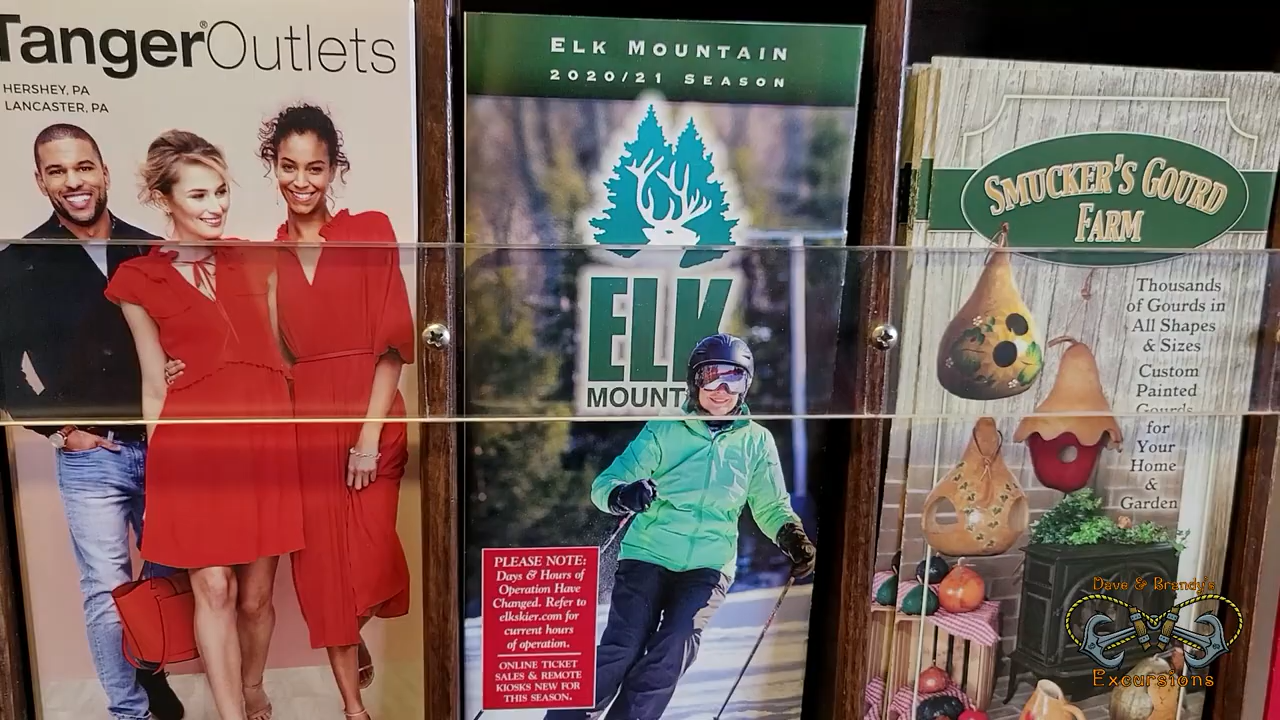 TangerOutlets
HERSHEY, PA
LANCASTER, PA
ELK MOUNTAIN
2020/21 SEASON
ELK
MOUNT
PLEASE NOTE:
Days & Hours of
Operation Have
Changed. Refer to
elkskier.com for
current hours
of operation.
ONLINE TICKET
SALES & REMOTE
KIOSKS NEW FOR
THIS SEASON.
SMUCKER'S GOURD
FARM
Thousands
of Gourds in
All Shapes
& Sizes
Custom
Painted
Gourds
for
Your
Home
&
Garden
Dave & Brendy's
Excursions